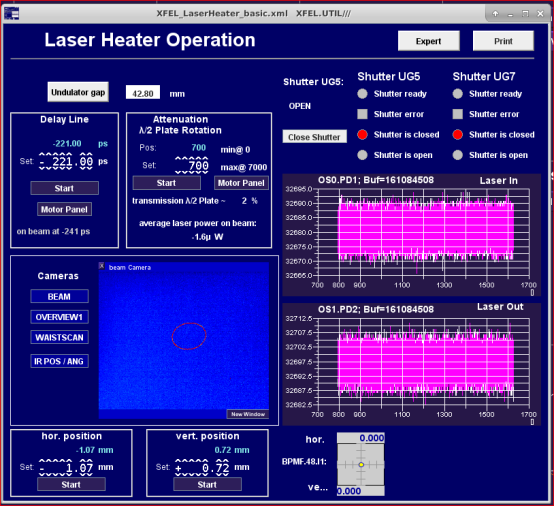 XFEL_LaserHeater_basic.xml XFEL.UTIL///
Laser Heater Operation
Expert
Print
Undulator gap
42.80 mm
Shutter UG5:
OPEN
Close Shutter
Shutter UG5
Shutter ready
Shutter error
Shutter is closed
Shutter is open
Shutter UG7
Shutter ready
Shutter error
Shutter is closed
Shutter is open
Delay Line
-221.00 ps
Set: - 221.00 ps
Start
Motor Panel
on beam at -241 ps
Attenuation
λ/2 Plate Rotation
Pos: 700 min@ 0
Set: 700 max@ 7000
Start
Motor Panel
transmission λ/2 Plate ~ 2 %
average laser power on beam:
-1.6µ W
OS0.PD1; Buf=161084508 Laser In
32695.0
32690.0
32685.0
32680.0
32675.0
32670.0
32665.0
700 800 900 1100 1300 1500 1700
1700
[]
OS1.PD2; Buf=161084508 Laser Out
32712.5
32707.5
32702.5
32697.5
32692.5
32687.5
32682.5
700 800 900 1100 1300 1500 1700
1700
[]
Cameras
BEAM
OVERVIEW1
WAISTSCAN
IR POS / ANG
beam Camera
New Window
hor. position
-1.07 mm
Set: - 1.07 mm
Start
vert. position
0.72 mm
Set: + 0.72 mm
Start
hor. 0.000
BPMF.48.I1:
ve... 0.000